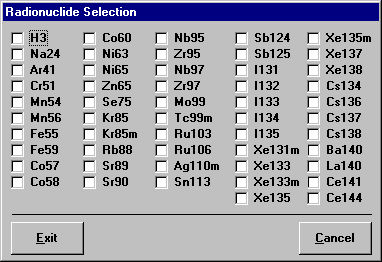 Radionuclide Selection
H3 Co60 Nb95 Sb124 Xe135m
Na24 Ni63 Zr95 Sb125 Xe137
Ar41 Ni65 Nb97 I131 Xe138
Cr51 Zn65 Zr97 I132 Cs134
Mn54 Se75 Mo99 I133 Cs136
Mn56 Kr85 Tc99m I134 Cs137
Fe55 Kr85m Ru103 I135 Cs138
Fe59 Rb88 Ru106 Xe131m Ba140
Co57 Sr89 Ag110m Xe133 La140
Co58 Sr90 Sn113 Xe133m Ce141
Xe135 Ce144
Exit Cancel